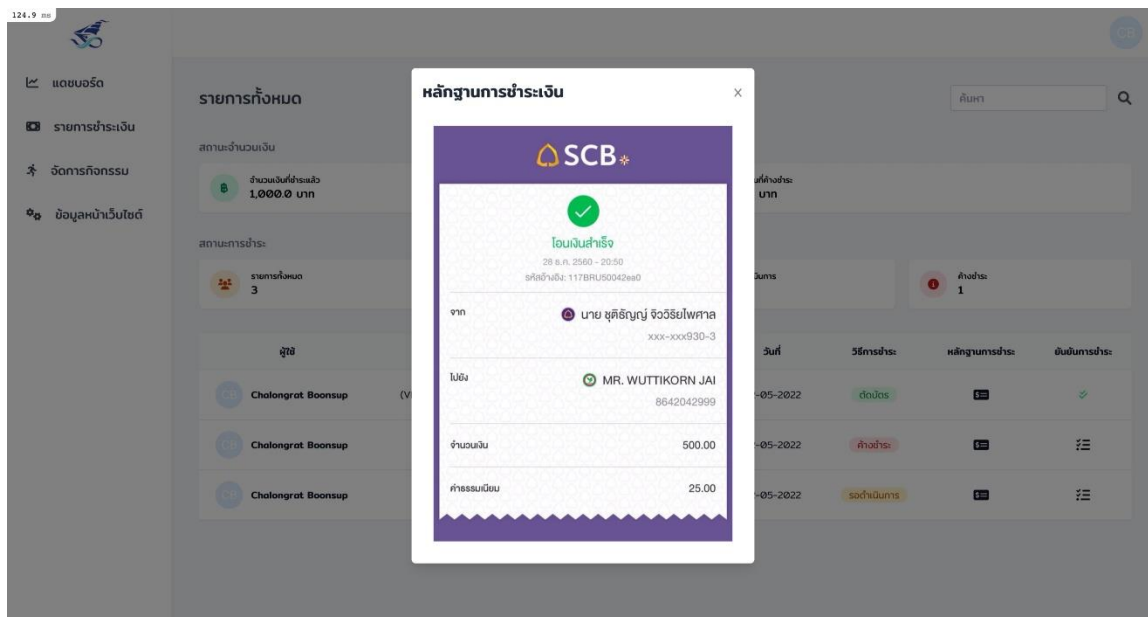 124.9 ms
CB
แดชบอร์ด
รายการชำระเงิน
จัดการกิจกรรม
ข้อมูลหน้าเว็บไซต์
รายการทั้งหมด
ค้นหา
สถานะจำนวนเงิน
จำนวนเงินที่ชำระแล้ว
1,000.0 บาท
ที่ค้างชำระ
บาท
สถานะการชำระ
รายการทั้งหมด
3
ค้างชำระ
1
ผู้ใช้ วันที่ วิธีการชำระ หลักฐานการชำระ ยืนยันการชำระ
CB Chalongrat Boonsup -05-2022 ตัดบัตร
CB Chalongrat Boonsup -05-2022 ค้างชำระ
CB Chalongrat Boonsup -05-2022 รอดำเนินการ
หลักฐานการชำระเงิน
×
SCB
โอนเงินสำเร็จ
28 ธ.ค. 2560 - 20:50
รหัสอ้างอิง: 117BRU50042ea0
จาก นาย ชุติธัญญ์ จิววิริยไพศาล
xxx-xxx930-3
ไปยัง MR. WUTTIKORN JAI
8642042999
จำนวนเงิน 500.00
ค่าธรรมเนียม 25.00